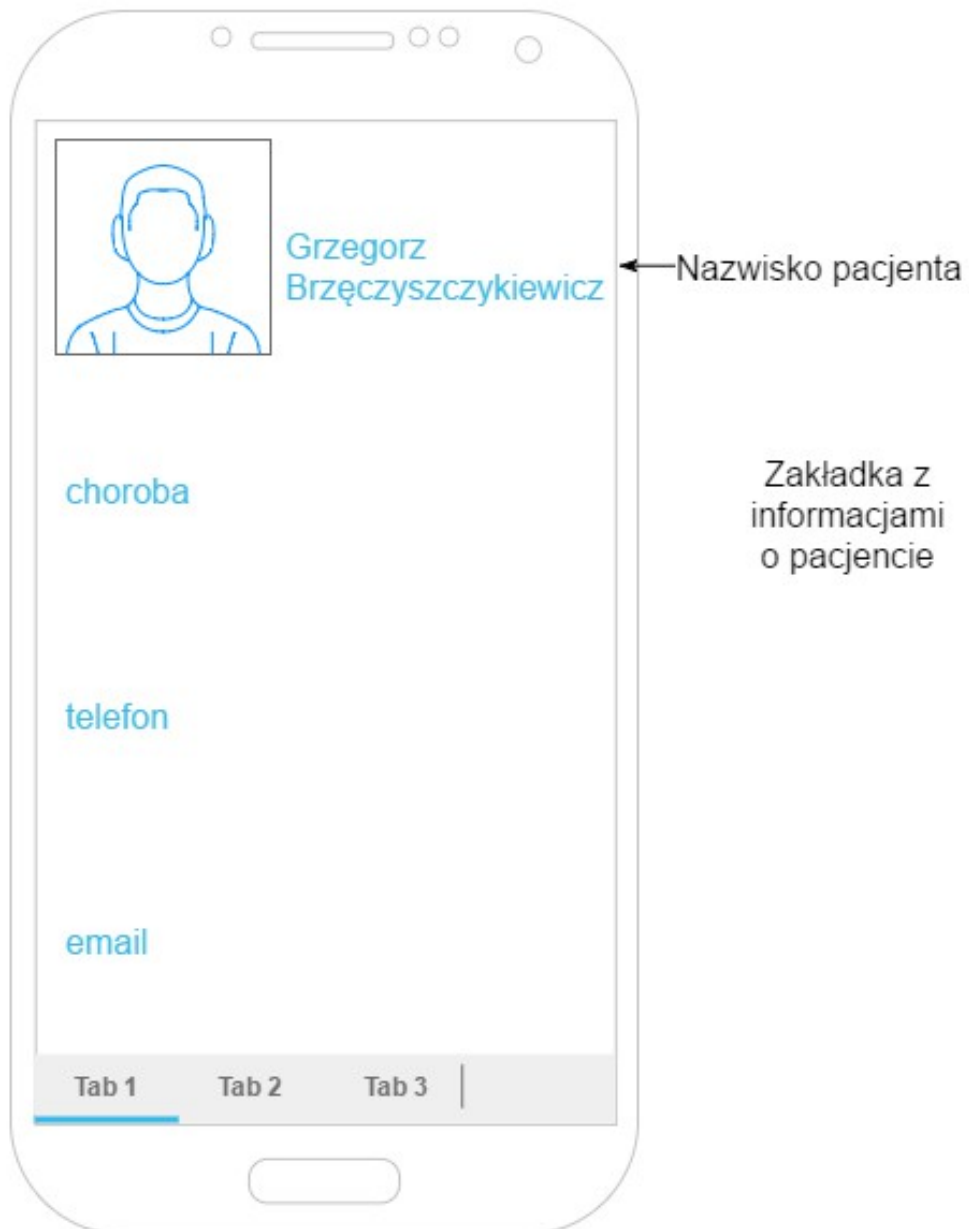 Grzegorz
Brzęczyszczykiewicz
Nazwisko pacjenta
choroba
Zakładka z
informacjami
o pacjencie
telefon
email
Tab 1 Tab 2 Tab 3